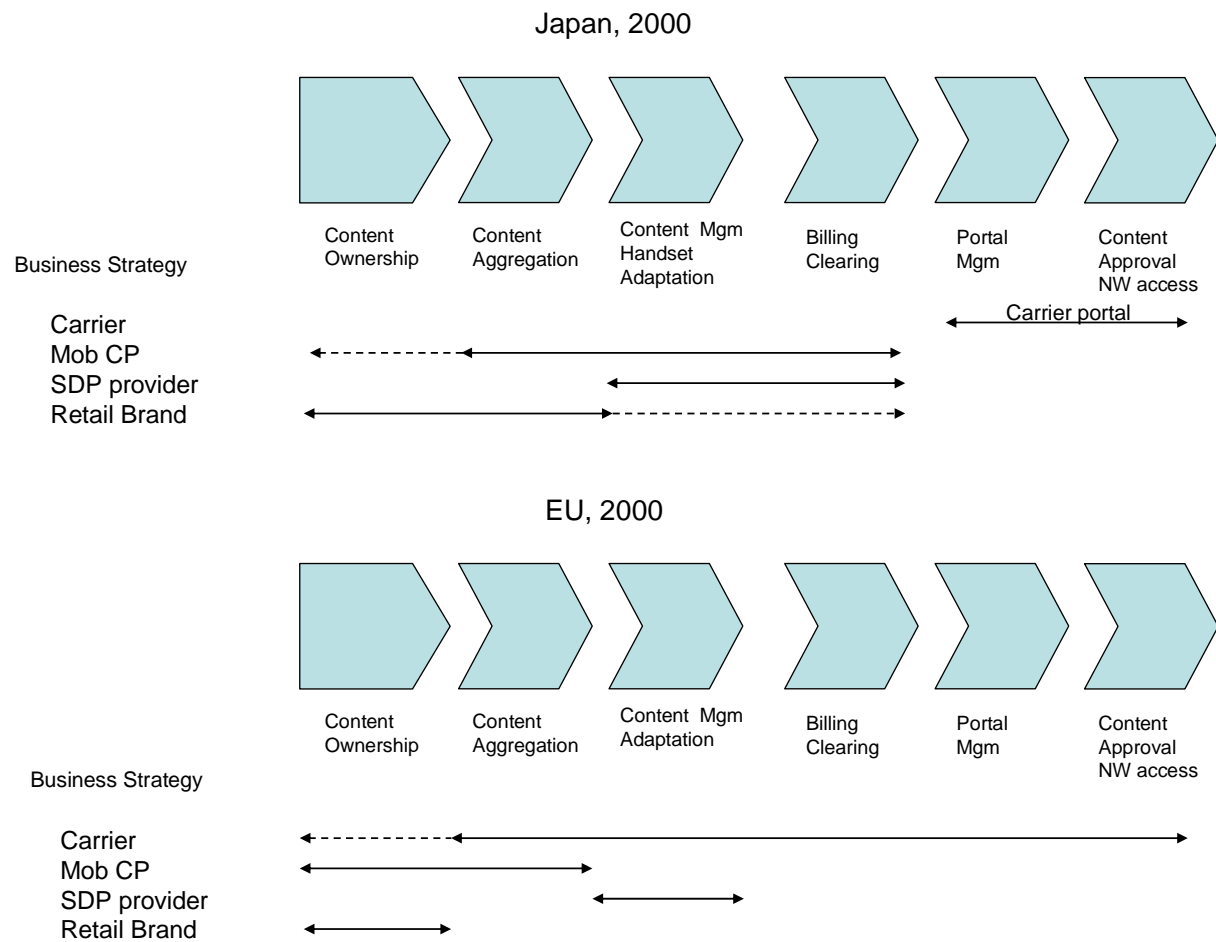 Japan, 2000
Content
Ownership
Content
Aggregation
Content Mgm
Handset
Adaptation
Billing
Clearing
Portal
Mgm
Content
Approval
NW access
Business Strategy
Carrier
Carrier portal
Mob CP
SDP provider
Retail Brand
EU, 2000
Content
Ownership
Content
Aggregation
Content Mgm
Adaptation
Billing
Clearing
Portal
Mgm
Content
Approval
NW access
Business Strategy
Carrier
Mob CP
SDP provider
Retail Brand